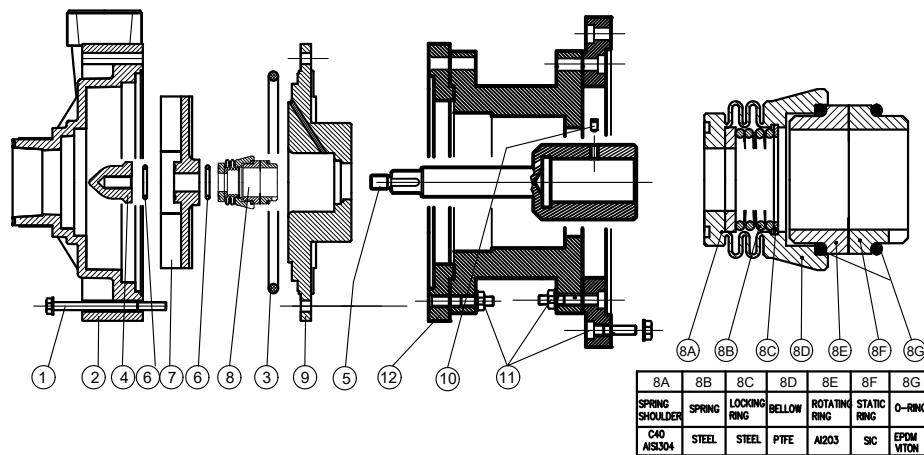 1 2 4 6 7 6 8 3 9 5 12 10 11
8A 8B 8C 8D 8E 8F 8G
8A 8B 8C 8D 8E 8F 8G
SPRING SHOULDER SPRING LOCKING RING BELLOW ROTATING RING STATIC RING O-RING
C40 AISI304 STEEL STEEL PTFE Al203 SIC EPDM VITON